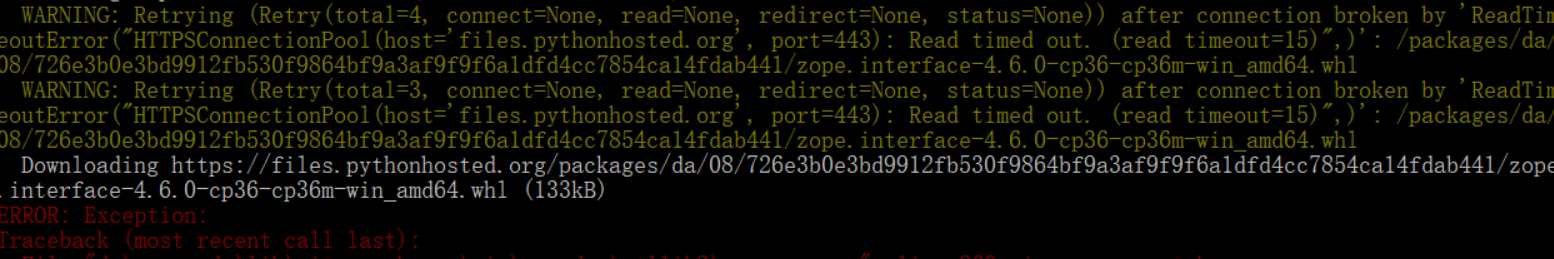 WARNING: Retrying (Retry(total=4, connect=None, read=None, redirect=None, status=None)) after connection broken by 'ReadTim
eoutError("HTTPSConnectionPool(host='files.pythonhosted.org', port=443): Read timed out. (read timeout=15)",)': /packages/da/
08/726e3b0e3bd9912fb530f9864bf9a3af9f9f6a1dfd4cc7854ca14fdab441/zope.interface-4.6.0-cp36-cp36m-win_amd64.whl
WARNING: Retrying (Retry(total=3, connect=None, read=None, redirect=None, status=None)) after connection broken by 'ReadTim
eoutError("HTTPSConnectionPool(host='files.pythonhosted.org', port=443): Read timed out. (read timeout=15)",)': /packages/da/
08/726e3b0e3bd9912fb530f9864bf9a3af9f9f6a1dfd4cc7854ca14fdab441/zope.interface-4.6.0-cp36-cp36m-win_amd64.whl
Downloading https://files.pythonhosted.org/packages/da/08/726e3b0e3bd9912fb530f9864bf9a3af9f9f6a1dfd4cc7854ca14fdab441/zope
.interface-4.6.0-cp36-cp36m-win_amd64.whl (133kB)
ERROR: Exception:
Traceback (most recent call last):